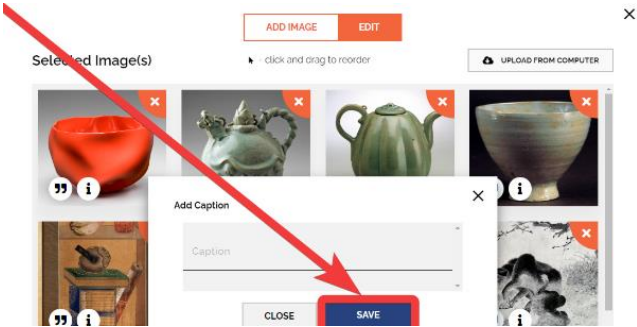 ADD IMAGE EDIT
Selected Image(s)
- click and drag to reorder
UPLOAD FROM COMPUTER
Add Caption
Caption
CLOSE
SAVE